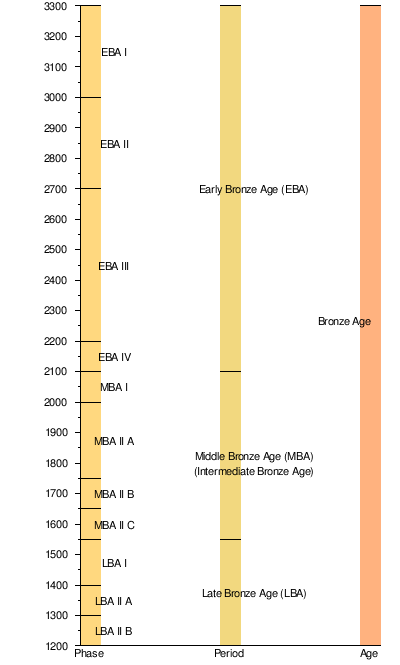 3300
3200
EBA I
3100
3000
2900
EBA II
2800
2700
Early Bronze Age (EBA)
2600
2500
EBA III
2400
2300
Bronze Age
2200
EBA IV
2100
MBA I
2000
1900
MBA II A
1800
Middle Bronze Age (MBA)
(Intermediate Bronze Age)
1700
MBA II B
1600
MBA II C
1500
LBA I
1400
Late Bronze Age (LBA)
LBA II A
1300
LBA II B
1200
Phase
Period
Age